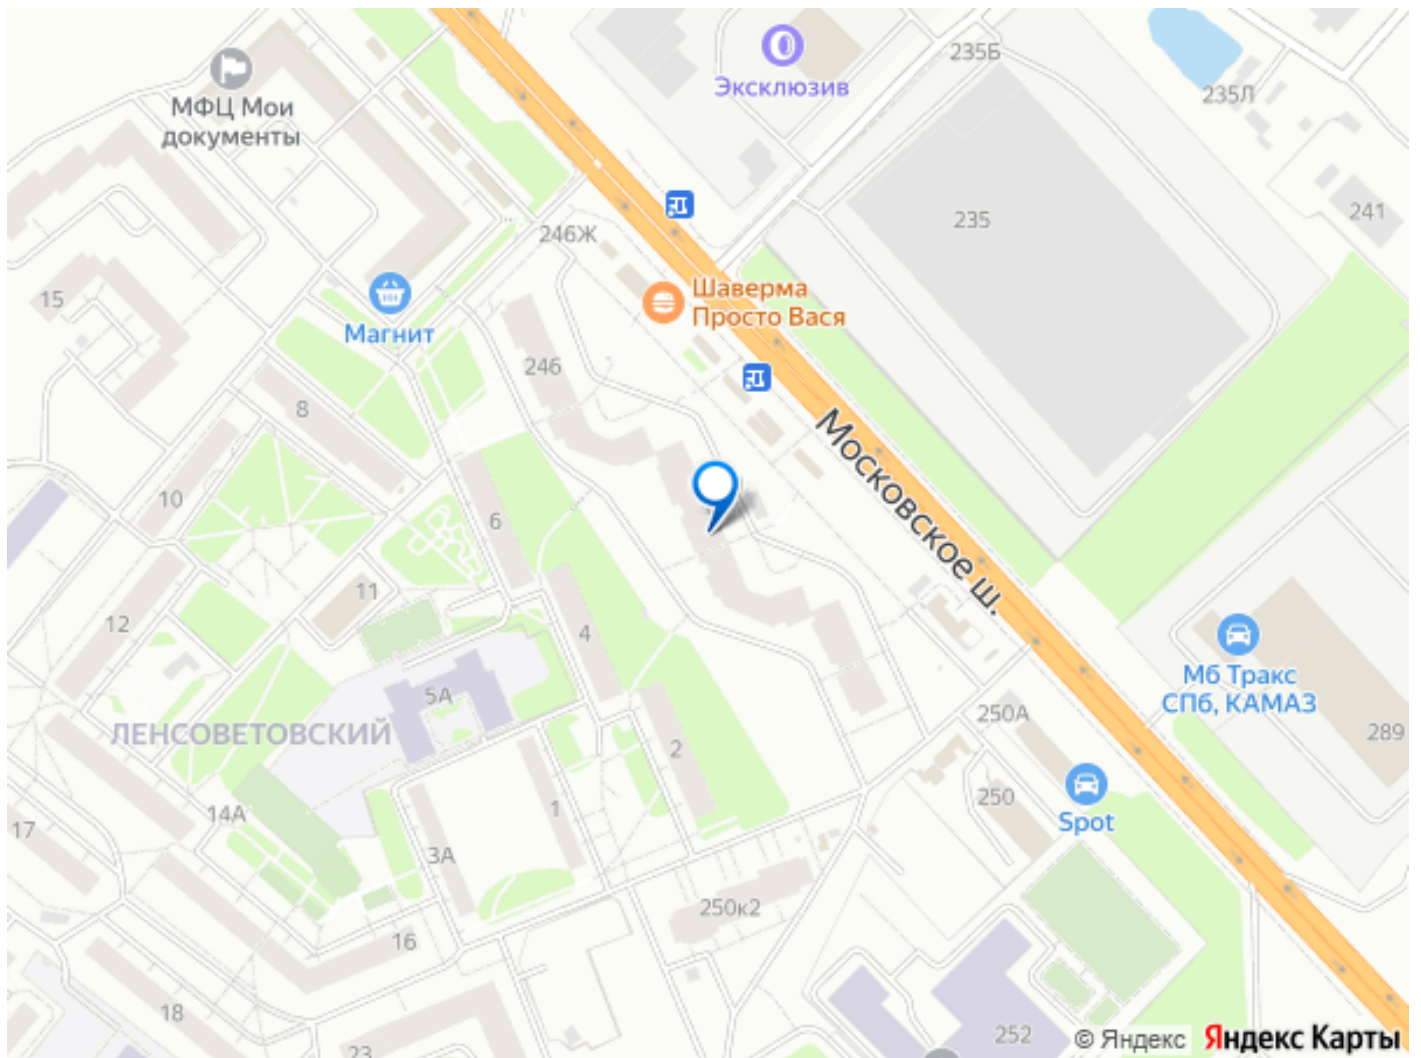 235Б
Эксклюзив
235Л
МФЦ Мои
документы
241
235
246Ж
15
Шаверма
Просто Вася
Магнит
246
8
Московское ш.
10
6
11
12
4
Мб Тракс
СПб, КАМАЗ
5А
250А
289
ЛЕНСОВЕТОВСКИЙ
2
250
14А
1
Spot
17
3А
250к2
16
18
252
23
© Яндекс
Яндекс Карты